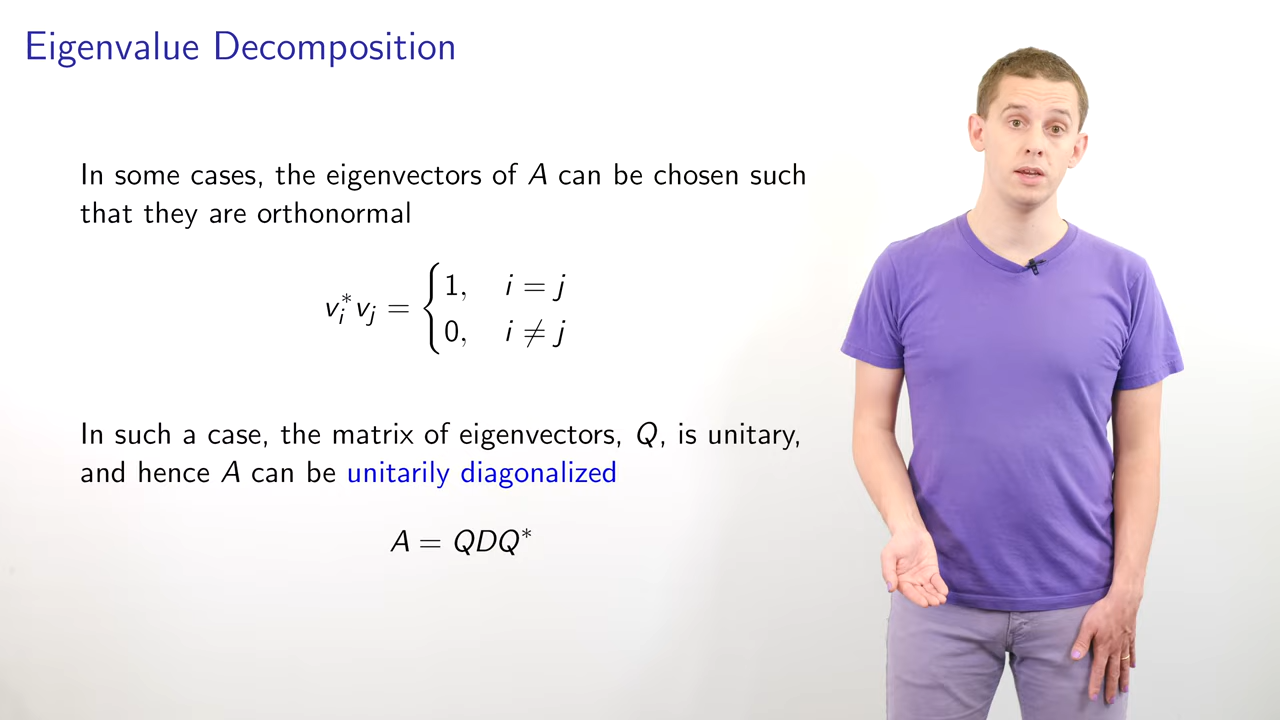 Eigenvalue Decomposition
In some cases, the eigenvectors of A can be chosen such
that they are orthonormal
v_i^* v_j = { 1, i = j
0, i ≠ j
In such a case, the matrix of eigenvectors, Q, is unitary,
and hence A can be unitarily diagonalized
A = QDQ*